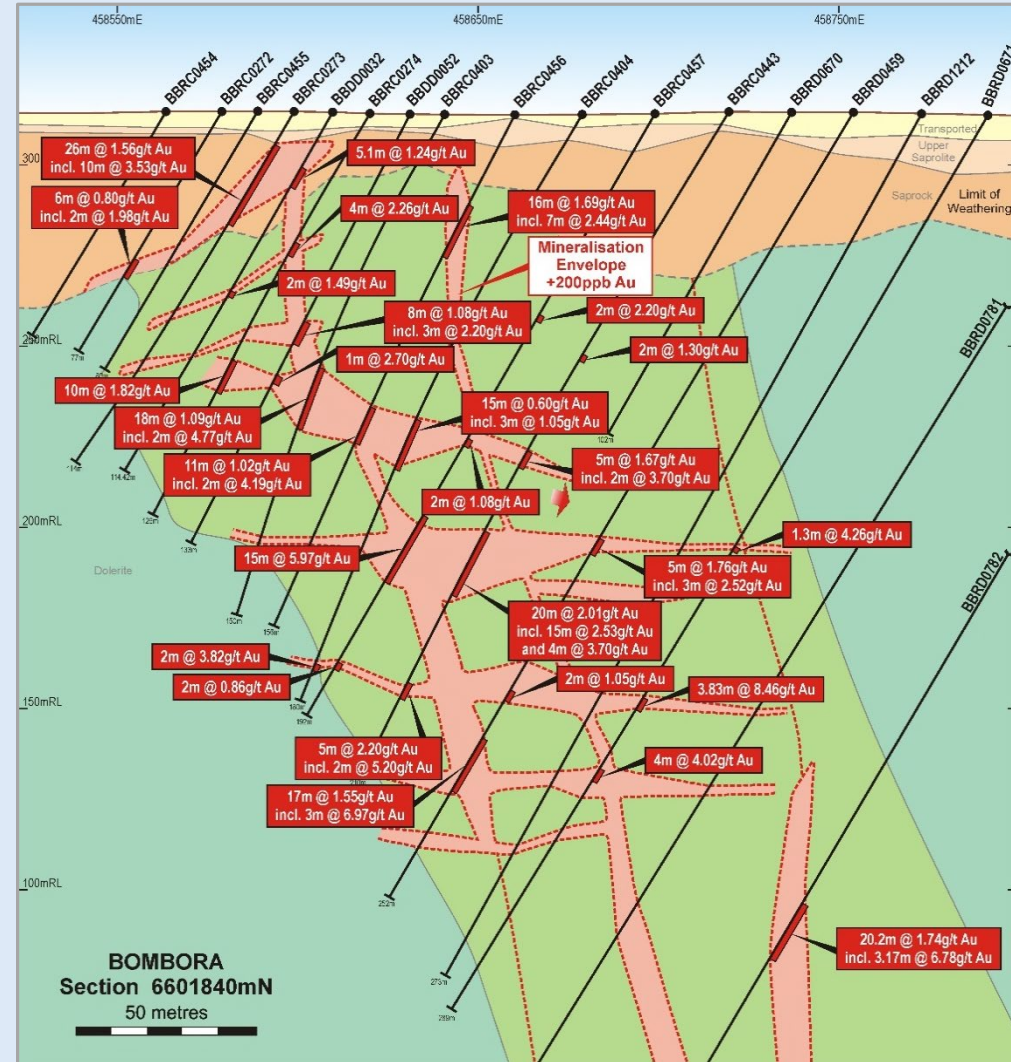 458550mE
458650mE
458750mE
BBRC0454
BBRC0272
BBRC0455
BBRC0273
BBDD0032
BBRC0274
BBDD0052
BBRC0403
BBRC0456
BBRC0404
BBRC0457
BBRC0443
BBRD0670
BBRD0459
BBRD1212
BBRD0671
Transported
Upper
Saprolite
Saprock
Limit of
Weathering
300
26m @ 1.56g/t Au
incl. 10m @ 3.53g/t Au
5.1m @ 1.24g/t Au
6m @ 0.80g/t Au
incl. 2m @ 1.98g/t Au
4m @ 2.26g/t Au
16m @ 1.69g/t Au
incl. 7m @ 2.44g/t Au
Mineralisation
Envelope
+200ppb Au
2m @ 1.49g/t Au
8m @ 1.08g/t Au
incl. 3m @ 2.20g/t Au
2m @ 2.20g/t Au
BBRD0781
50mRL
77m
1m @ 2.70g/t Au
2m @ 1.30g/t Au
10m @ 1.82g/t Au
18m @ 1.09g/t Au
incl. 2m @ 4.77g/t Au
15m @ 0.60g/t Au
incl. 3m @ 1.05g/t Au
102m
114m
114.42m
11m @ 1.02g/t Au
incl. 2m @ 4.19g/t Au
5m @ 1.67g/t Au
incl. 2m @ 3.70g/t Au
2m @ 1.08g/t Au
200mRL
1.3m @ 4.26g/t Au
15m @ 5.97g/t Au
5m @ 1.76g/t Au
incl. 3m @ 2.52g/t Au
BBRD0782
Dolerite
20m @ 2.01g/t Au
incl. 15m @ 2.53g/t Au
and 4m @ 3.70g/t Au
2m @ 3.82g/t Au
2m @ 0.86g/t Au
2m @ 1.05g/t Au
3.83m @ 8.46g/t Au
150mRL
192m
5m @ 2.20g/t Au
incl. 2m @ 5.20g/t Au
4m @ 4.02g/t Au
17m @ 1.55g/t Au
incl. 3m @ 6.97g/t Au
100mRL
252m
20.2m @ 1.74g/t Au
incl. 3.17m @ 6.78g/t Au
BOMBORA
Section 6601840mN
50 metres